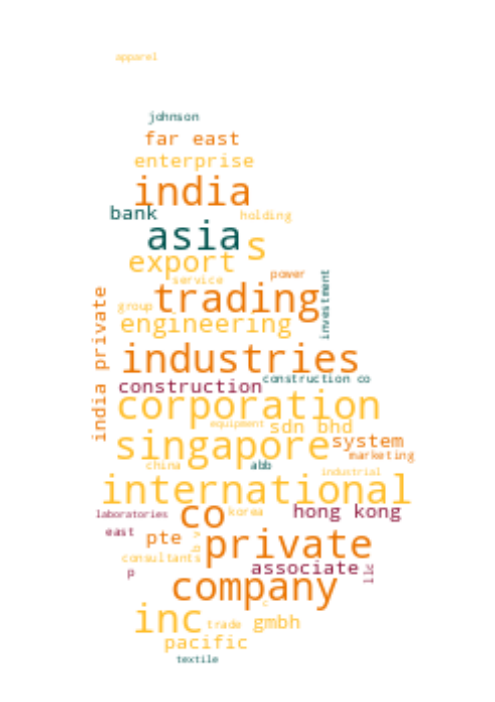 apparel
johnson
far east
enterprise
india
bank
holding
asia
s
export
power
service
investment
india private
trading
group
engineering
industries
construction co
construction
corporation
equipment
sdn bhd
singapore
system
marketing
china
abb
industrial
international
laboratories
co
korea
hong kong
east
pte
private
consultants
associate
p
llc
company
c
inc
trade
gmbh
pacific
textile